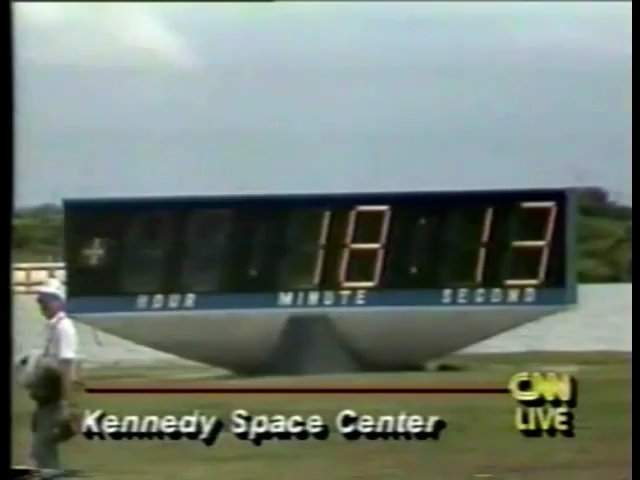 + 18:13
HOUR MINUTE SECOND
Kennedy Space Center
CNN
LIVE